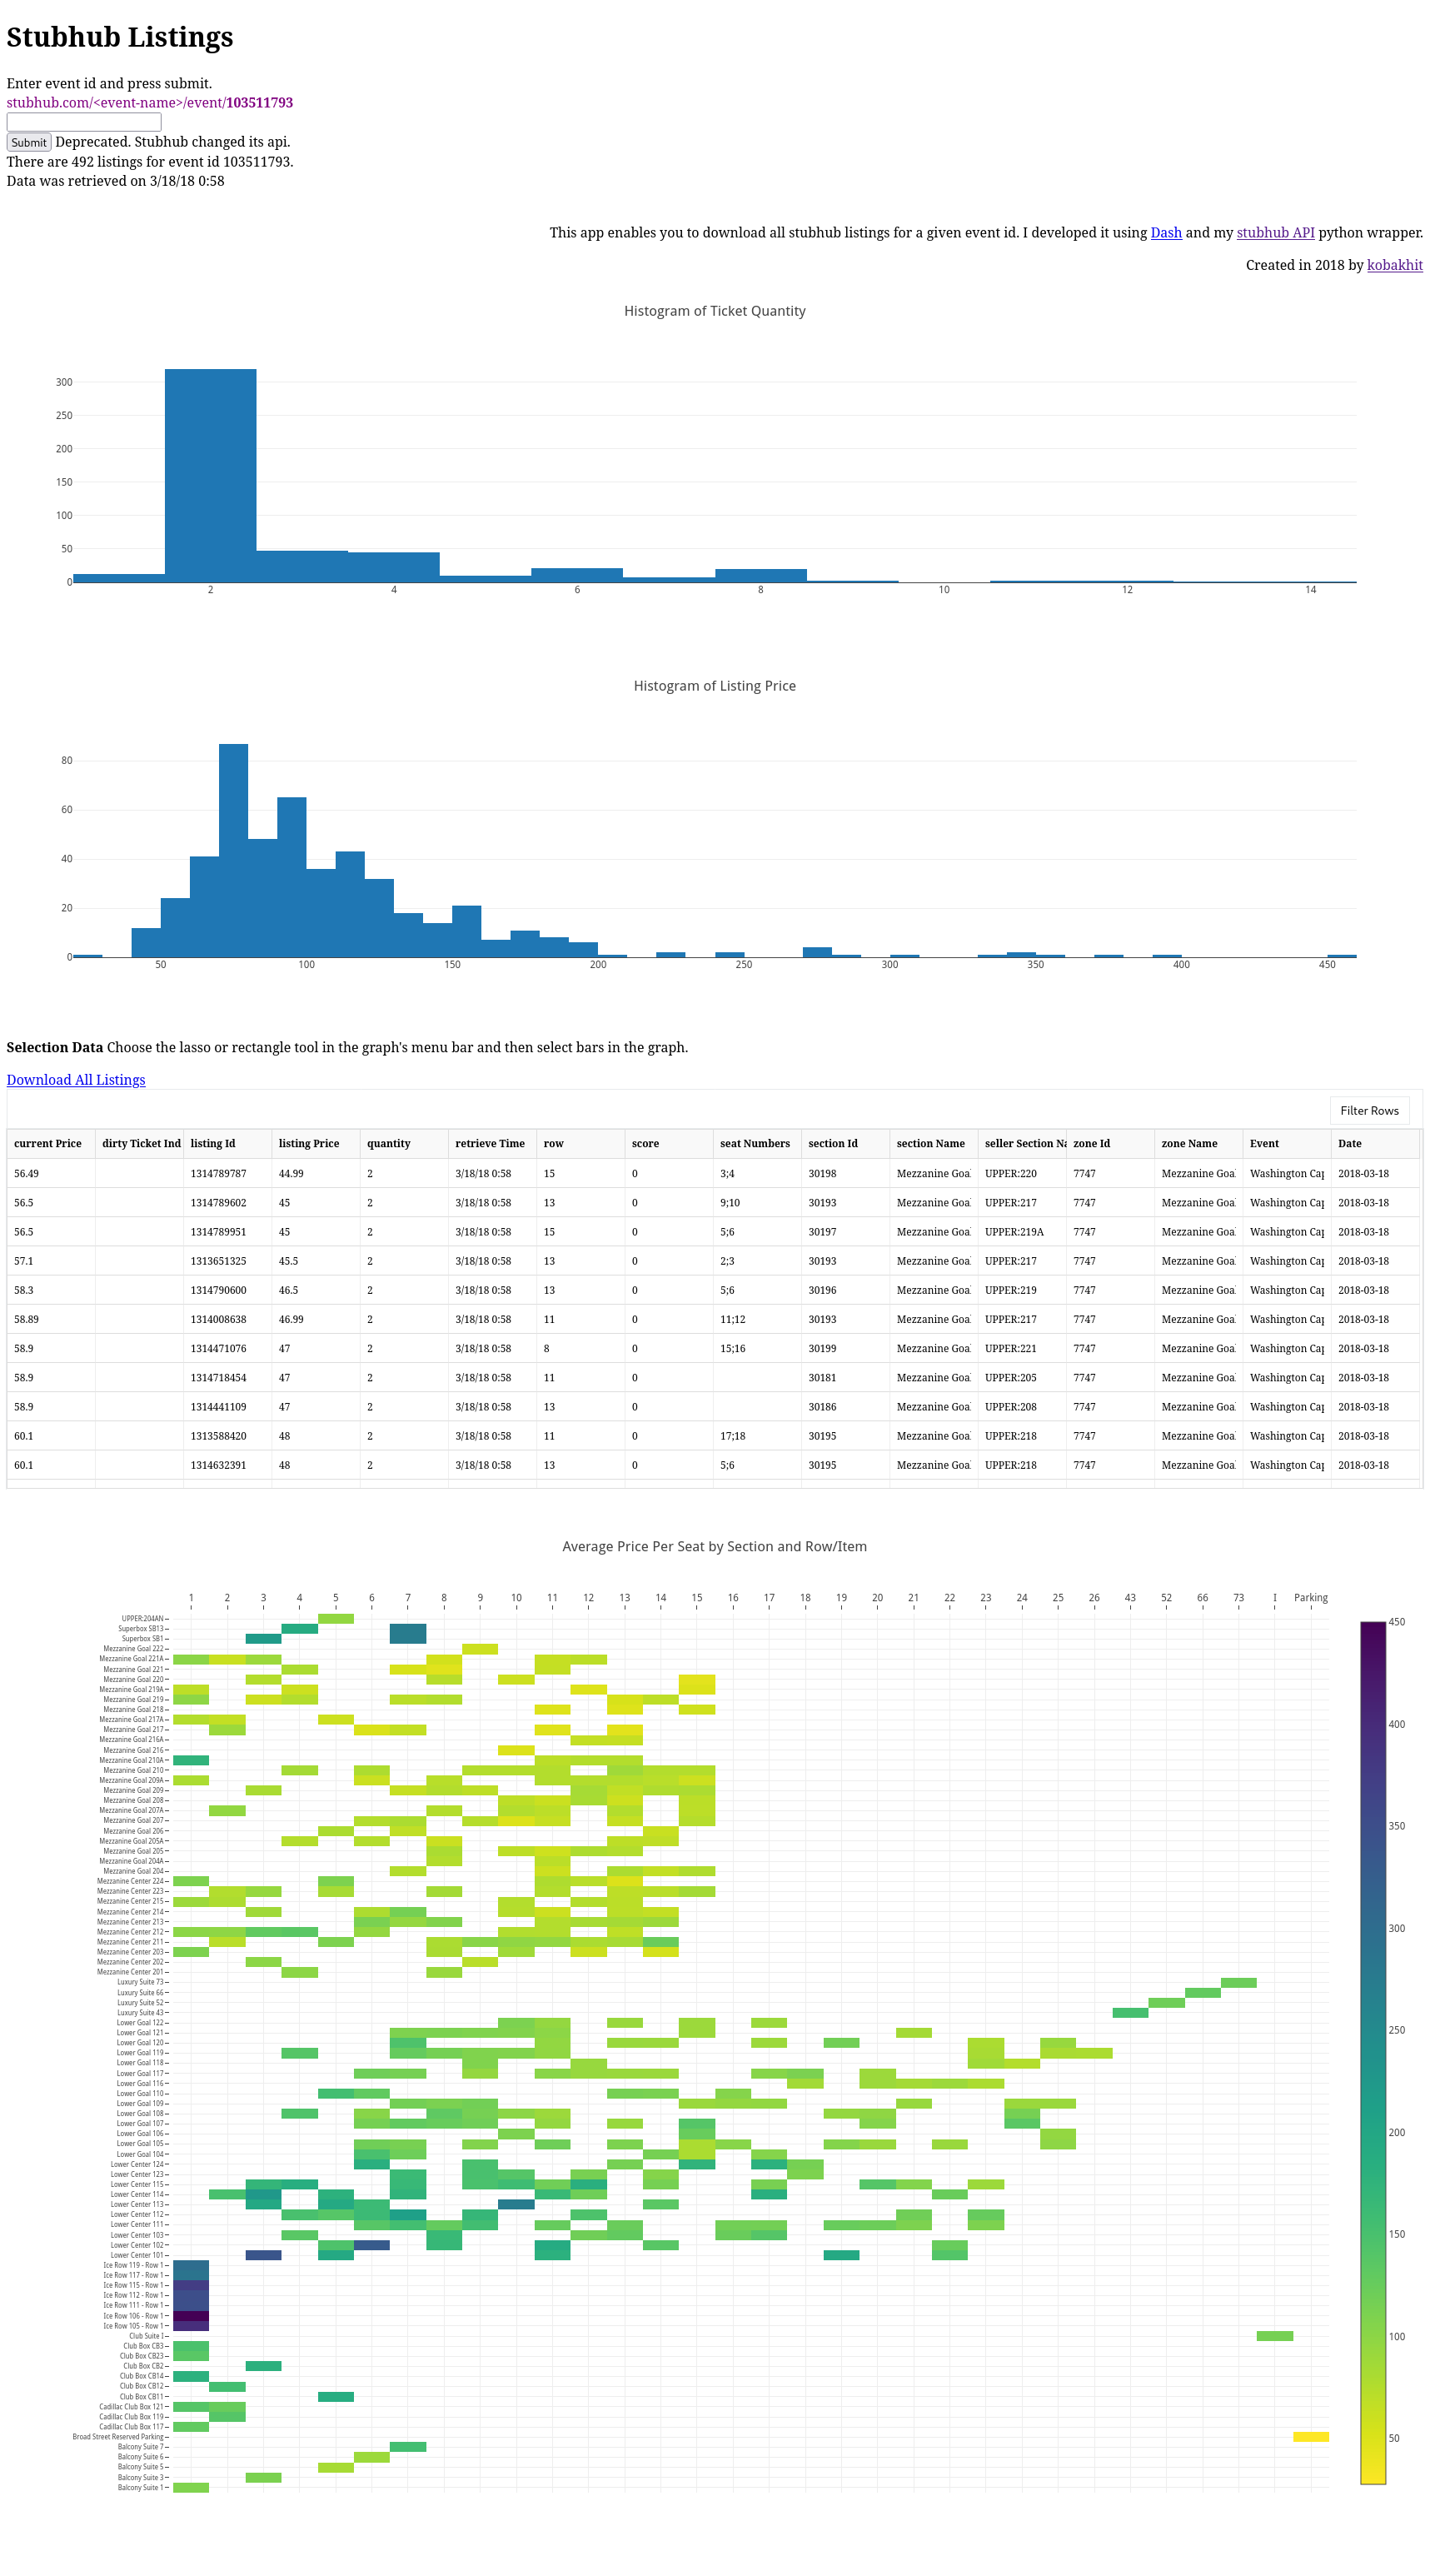 Stubhub Listings
Enter event id and press submit.
stubhub.com/<event-name>/event/103511793
Submit Deprecated. Stubhub changed its api.
There are 492 listings for event id 103511793.
Data was retrieved on 3/18/18 0:58
This app enables you to download all stubhub listings for a given event id. I developed it using Dash and my stubhub API python wrapper.
Created in 2018 by kobakhit
Histogram of Ticket Quantity
300
250
200
150
100
50
0
2 4 6 8 10 12 14
Histogram of Listing Price
80
60
40
20
0
50 100 150 200 250 300 350 400 450
Selection Data Choose the lasso or rectangle tool in the graph's menu bar and then select bars in the graph.
Download All Listings
Filter Rows
current Price dirty Ticket Ind listing Id listing Price quantity retrieve Time row score seat Numbers section Id section Name seller Section Na zone Id zone Name Event Date
56.49 1314789787 44.99 2 3/18/18 0:58 15 0 3;4 30198 Mezzanine Goal UPPER:220 7747 Mezzanine Goal Washington Cap 2018-03-18
56.5 1314789602 45 2 3/18/18 0:58 13 0 9;10 30193 Mezzanine Goal UPPER:217 7747 Mezzanine Goal Washington Cap 2018-03-18
56.5 1314789951 45 2 3/18/18 0:58 15 0 5;6 30197 Mezzanine Goal UPPER:219A 7747 Mezzanine Goal Washington Cap 2018-03-18
57.1 1313651325 45.5 2 3/18/18 0:58 13 0 2;3 30193 Mezzanine Goal UPPER:217 7747 Mezzanine Goal Washington Cap 2018-03-18
58.3 1314790600 46.5 2 3/18/18 0:58 13 0 5;6 30196 Mezzanine Goal UPPER:219 7747 Mezzanine Goal Washington Cap 2018-03-18
58.89 1314008638 46.99 2 3/18/18 0:58 11 0 11;12 30193 Mezzanine Goal UPPER:217 7747 Mezzanine Goal Washington Cap 2018-03-18
58.9 1314471076 47 2 3/18/18 0:58 8 0 15;16 30199 Mezzanine Goal UPPER:221 7747 Mezzanine Goal Washington Cap 2018-03-18
58.9 1314718454 47 2 3/18/18 0:58 11 0 30181 Mezzanine Goal UPPER:205 7747 Mezzanine Goal Washington Cap 2018-03-18
58.9 1314441109 47 2 3/18/18 0:58 13 0 30186 Mezzanine Goal UPPER:208 7747 Mezzanine Goal Washington Cap 2018-03-18
60.1 1313588420 48 2 3/18/18 0:58 11 0 17;18 30195 Mezzanine Goal UPPER:218 7747 Mezzanine Goal Washington Cap 2018-03-18
60.1 1314632391 48 2 3/18/18 0:58 13 0 5;6 30195 Mezzanine Goal UPPER:218 7747 Mezzanine Goal Washington Cap 2018-03-18
Average Price Per Seat by Section and Row/Item
1 2 3 4 5 6 7 8 9 10 11 12 13 14 15 16 17 18 19 20 21 22 23 24 25 26 43 52 66 73 I Parking
UPPER:204AN
Superbox SB13
Superbox SB1
Mezzanine Goal 222
Mezzanine Goal 221A
Mezzanine Goal 221
Mezzanine Goal 220
Mezzanine Goal 219A
Mezzanine Goal 219
Mezzanine Goal 218
Mezzanine Goal 217A
Mezzanine Goal 217
Mezzanine Goal 216A
Mezzanine Goal 216
Mezzanine Goal 210A
Mezzanine Goal 210
Mezzanine Goal 209A
Mezzanine Goal 209
Mezzanine Goal 208
Mezzanine Goal 207A
Mezzanine Goal 207
Mezzanine Goal 206
Mezzanine Goal 205A
Mezzanine Goal 205
Mezzanine Goal 204A
Mezzanine Goal 204
Mezzanine Center 224
Mezzanine Center 223
Mezzanine Center 215
Mezzanine Center 214
Mezzanine Center 213
Mezzanine Center 212
Mezzanine Center 211
Mezzanine Center 203
Mezzanine Center 202
Mezzanine Center 201
Luxury Suite 73
Luxury Suite 66
Luxury Suite 52
Luxury Suite 43
Lower Goal 122
Lower Goal 121
Lower Goal 120
Lower Goal 119
Lower Goal 118
Lower Goal 117
Lower Goal 116
Lower Goal 110
Lower Goal 109
Lower Goal 108
Lower Goal 107
Lower Goal 106
Lower Goal 105
Lower Goal 104
Lower Center 124
Lower Center 123
Lower Center 115
Lower Center 114
Lower Center 113
Lower Center 112
Lower Center 111
Lower Center 103
Lower Center 102
Lower Center 101
Ice Row 119 - Row 1
Ice Row 117 - Row 1
Ice Row 115 - Row 1
Ice Row 112 - Row 1
Ice Row 111 - Row 1
Ice Row 106 - Row 1
Ice Row 105 - Row 1
Club Suite I
Club Box CB3
Club Box CB23
Club Box CB2
Club Box CB14
Club Box CB12
Club Box CB11
Cadillac Club Box 121
Cadillac Club Box 119
Cadillac Club Box 117
Broad Street Reserved Parking
Balcony Suite 7
Balcony Suite 6
Balcony Suite 5
Balcony Suite 3
Balcony Suite 1
450
400
350
300
250
200
150
100
50